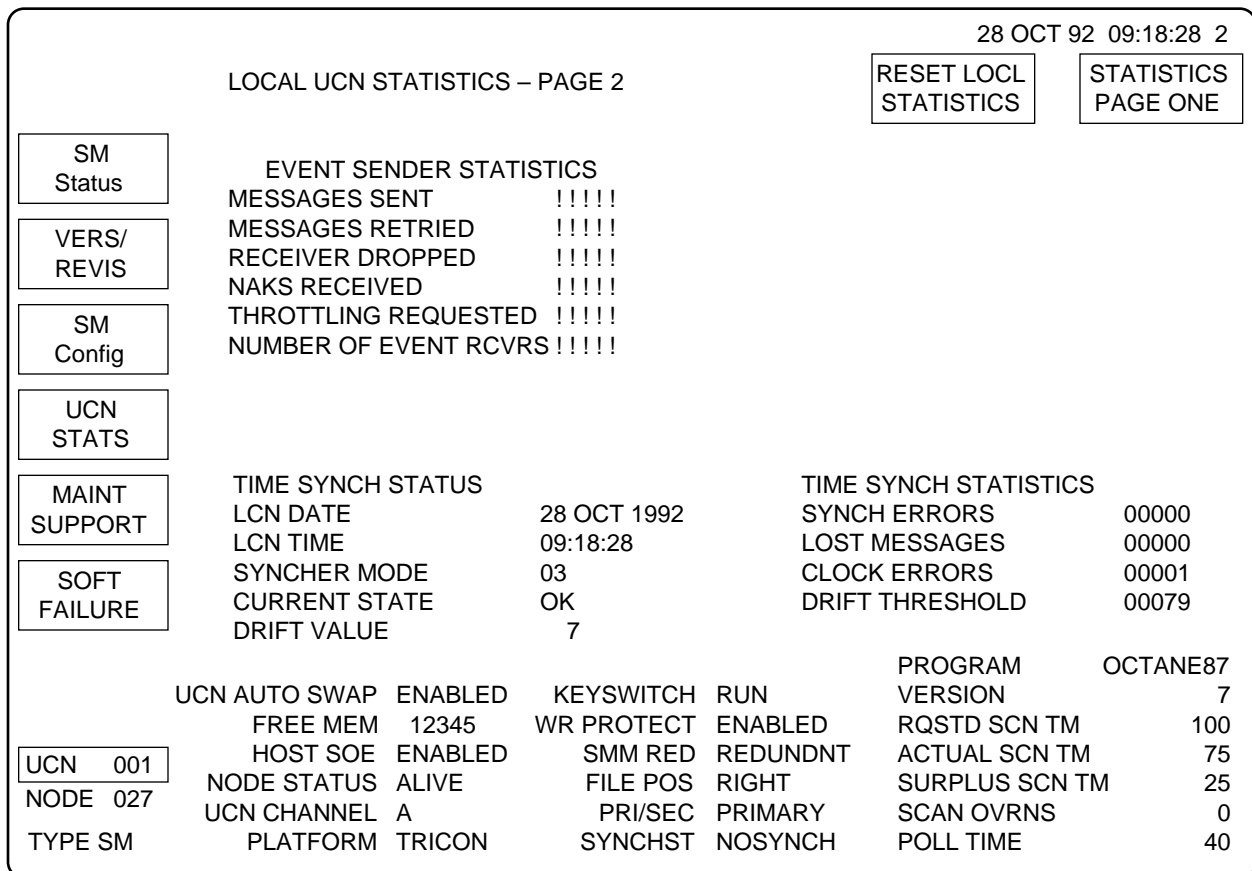 28 OCT 92 09:18:28 2
LOCAL UCN STATISTICS – PAGE 2
RESET LOCL
STATISTICS
STATISTICS
PAGE ONE
SM
Status
VERS/
REVIS
SM
Config
UCN
STATS
MAINT
SUPPORT
SOFT
FAILURE
EVENT SENDER STATISTICS
MESSAGES SENT !!!!!
MESSAGES RETRIED !!!!!
RECEIVER DROPPED !!!!!
NAKS RECEIVED !!!!!
THROTTLING REQUESTED !!!!!
NUMBER OF EVENT RCVRS !!!!!
TIME SYNCH STATUS
LCN DATE 28 OCT 1992
LCN TIME 09:18:28
SYNCHER MODE 03
CURRENT STATE OK
DRIFT VALUE 7
TIME SYNCH STATISTICS
SYNCH ERRORS 00000
LOST MESSAGES 00000
CLOCK ERRORS 00001
DRIFT THRESHOLD 00079
UCN 001
NODE 027
TYPE SM
UCN AUTO SWAP ENABLED
FREE MEM 12345
HOST SOE ENABLED
NODE STATUS ALIVE
UCN CHANNEL A
PLATFORM TRICON
KEYSWITCH RUN
WR PROTECT ENABLED
SMM RED REDUNDNT
FILE POS RIGHT
PRI/SEC PRIMARY
SYNCHST NOSYNCH
PROGRAM OCTANE87
VERSION 7
RQSTD SCN TM 100
ACTUAL SCN TM 75
SURPLUS SCN TM 25
SCAN OVRNS 0
POLL TIME 40